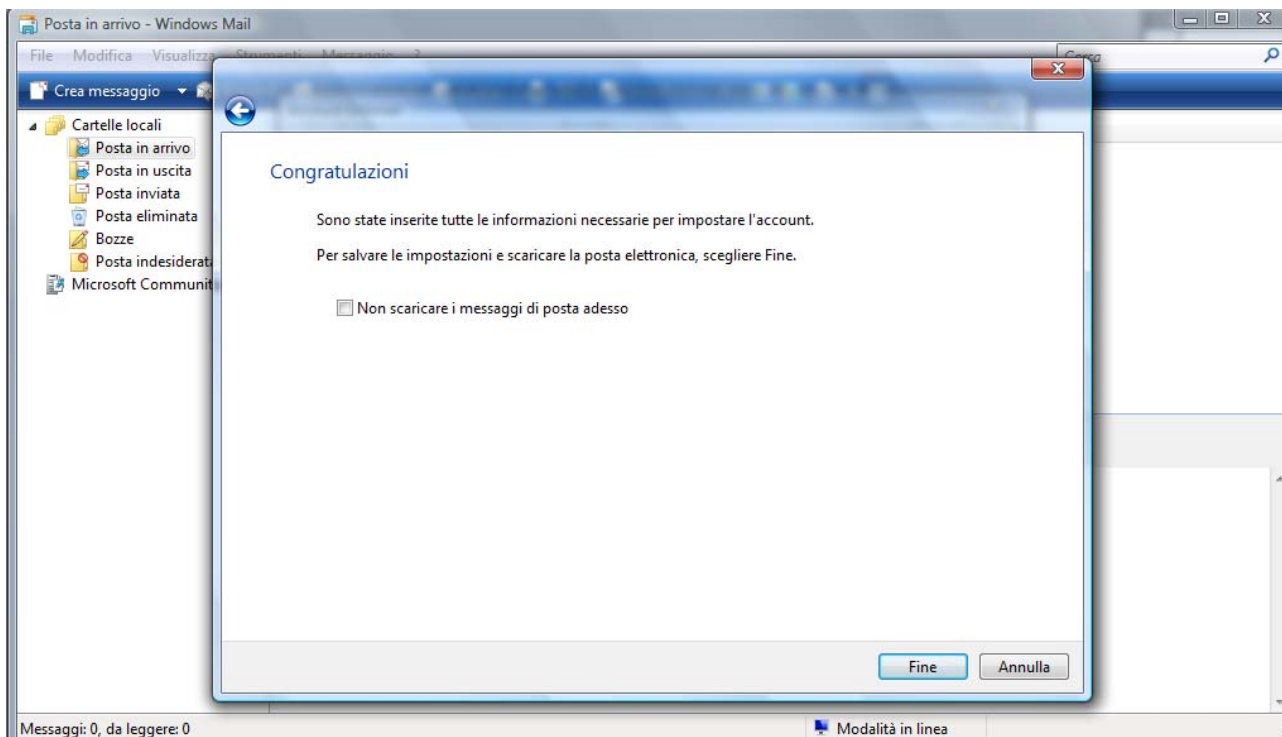 Posta in arrivo - Windows Mail
File Modifica Visualizza Strumenti Messaggio ?
Cerca
Crea messaggio
Cartelle locali
Posta in arrivo
Posta in uscita
Posta inviata
Posta eliminata
Bozze
Posta indesiderat
Microsoft Communit
Congratulazioni
Sono state inserite tutte le informazioni necessarie per impostare l'account.
Per salvare le impostazioni e scaricare la posta elettronica, scegliere Fine.
Non scaricare i messaggi di posta adesso
Fine Annulla
Messaggi: 0, da leggere: 0
Modalità in linea